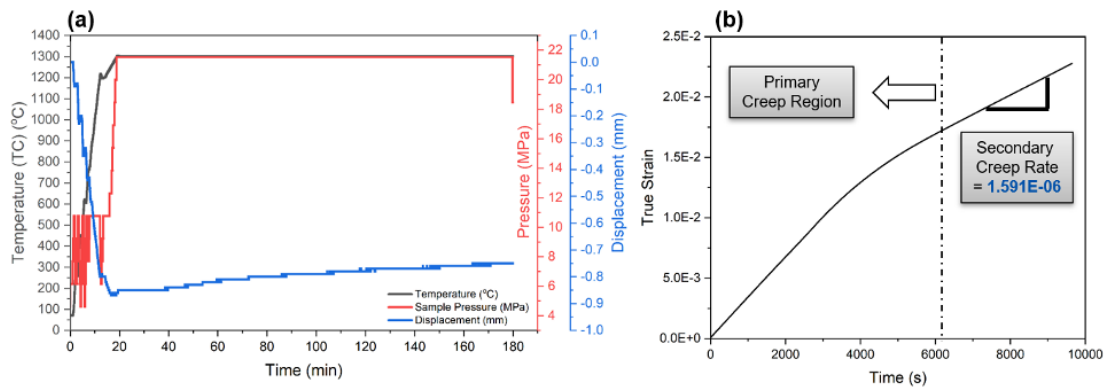 (a)
1400
1300
1200
1100
1000
900
800
700
600
500
400
300
200
100
0
Temperature (TC) (⁰C)
0 20 40 60 80 100 120 140 160 180
Time (min)
Temperature (⁰C)
Sample Pressure (MPa)
Displacement (mm)
22
20
18
16
14
12
10
8
6
4
Pressure (MPa)
0.1
0.0
-0.1
-0.2
-0.3
-0.4
-0.5
-0.6
-0.7
-0.8
-0.9
-1.0
Displacement (mm)
(b)
2.5E-2
2.0E-2
1.5E-2
1.0E-2
5.0E-3
0.0E+0
True Strain
Primary
Creep Region
Secondary
Creep Rate
= 1.591E-06
0 2000 4000 6000 8000 10000
Time (s)